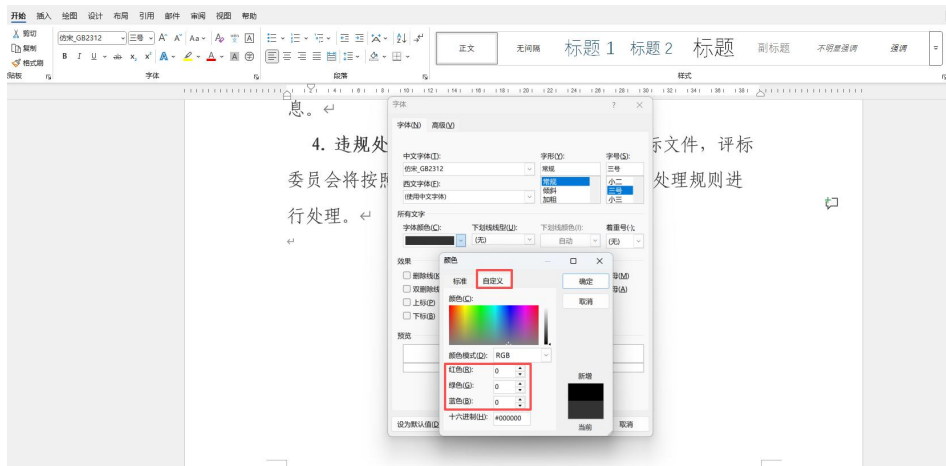 开始 插入 绘图 设计 布局 引用 邮件 审阅 视图 帮助
剪切
复制
格式刷
剪贴板
仿宋_GB2312 三号 A^ A˅ Aa
B I U ab x₂ x² A A A
字体
段落
正文 无间隔 标题 1 标题 2 标题 副标题 不明显强调 强调
样式
息。
4. 违规处
示文件，评标
委员会将按照
处理规则进
行处理。
字体 ? ×
字体(N) 高级(V)
中文字体(T): 字形(Y): 字号(S):
仿宋_GB2312 常规 三号
西文字体(F): 常规 小二
倾斜 三号
(使用中文字体) 加粗 小三
所有文字
字体颜色(C): 下划线线型(U): 下划线颜色(I): 着重号(·):
(无) 自动 (无)
效果
删除线(K
双删除线
上标(P)
下标(B)
母(M)
母(A)
预览
设为默认值(D
取消
颜色
标准 自定义 确定
取消
颜色(C):
颜色模式(D): RGB
红色(R): 0
绿色(G): 0
蓝色(B): 0
十六进制(H): #000000
新增
当前